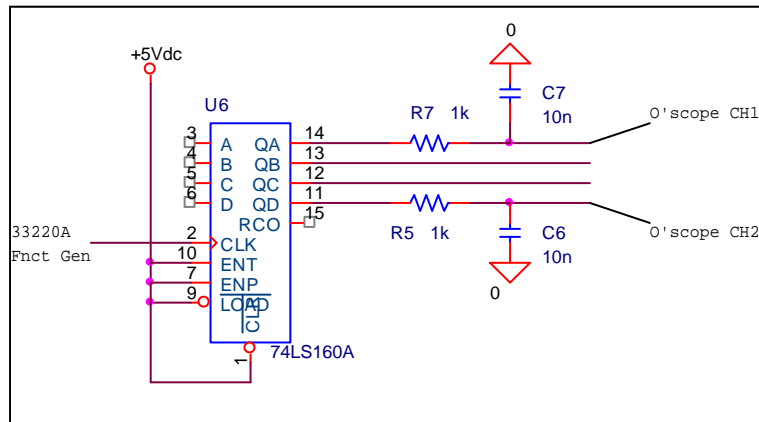 0
+5Vdc
U6
C7
R7 1k
10n
O'scope CH1
3 A QA 14
4 B QB 13
5 C QC 12
6 D QD 11
RCO 15
33220A
Fnct Gen
2 CLK
R5 1k
C6
10n
O'scope CH2
10 ENT
7 ENP
9 LOAD
CLR
0
1
74LS160A